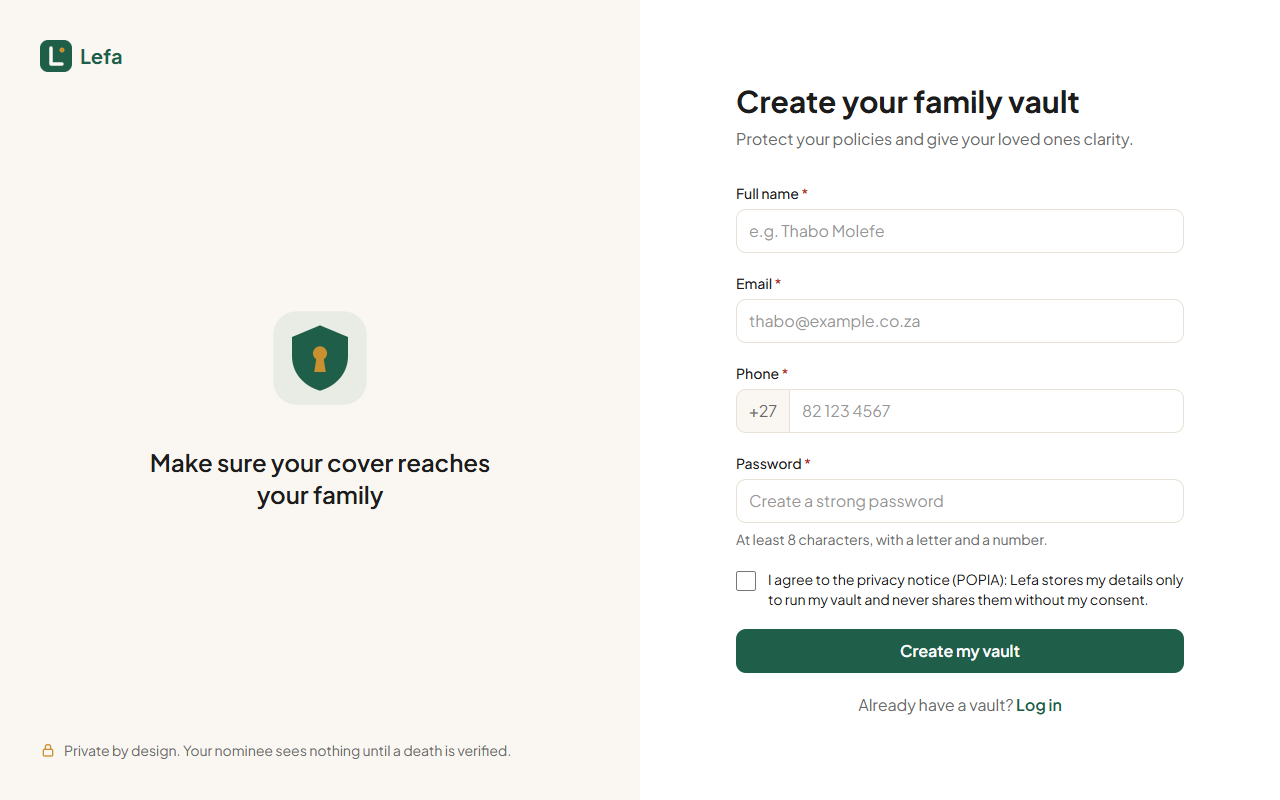 Lefa
Make sure your cover reaches
your family
Private by design. Your nominee sees nothing until a death is verified.
Create your family vault
Protect your policies and give your loved ones clarity.
Full name *
e.g. Thabo Molefe
Email *
thabo@example.co.za
Phone *
+27 82 123 4567
Password *
Create a strong password
At least 8 characters, with a letter and a number.
I agree to the privacy notice (POPIA): Lefa stores my details only
to run my vault and never shares them without my consent.
Create my vault
Already have a vault? Log in